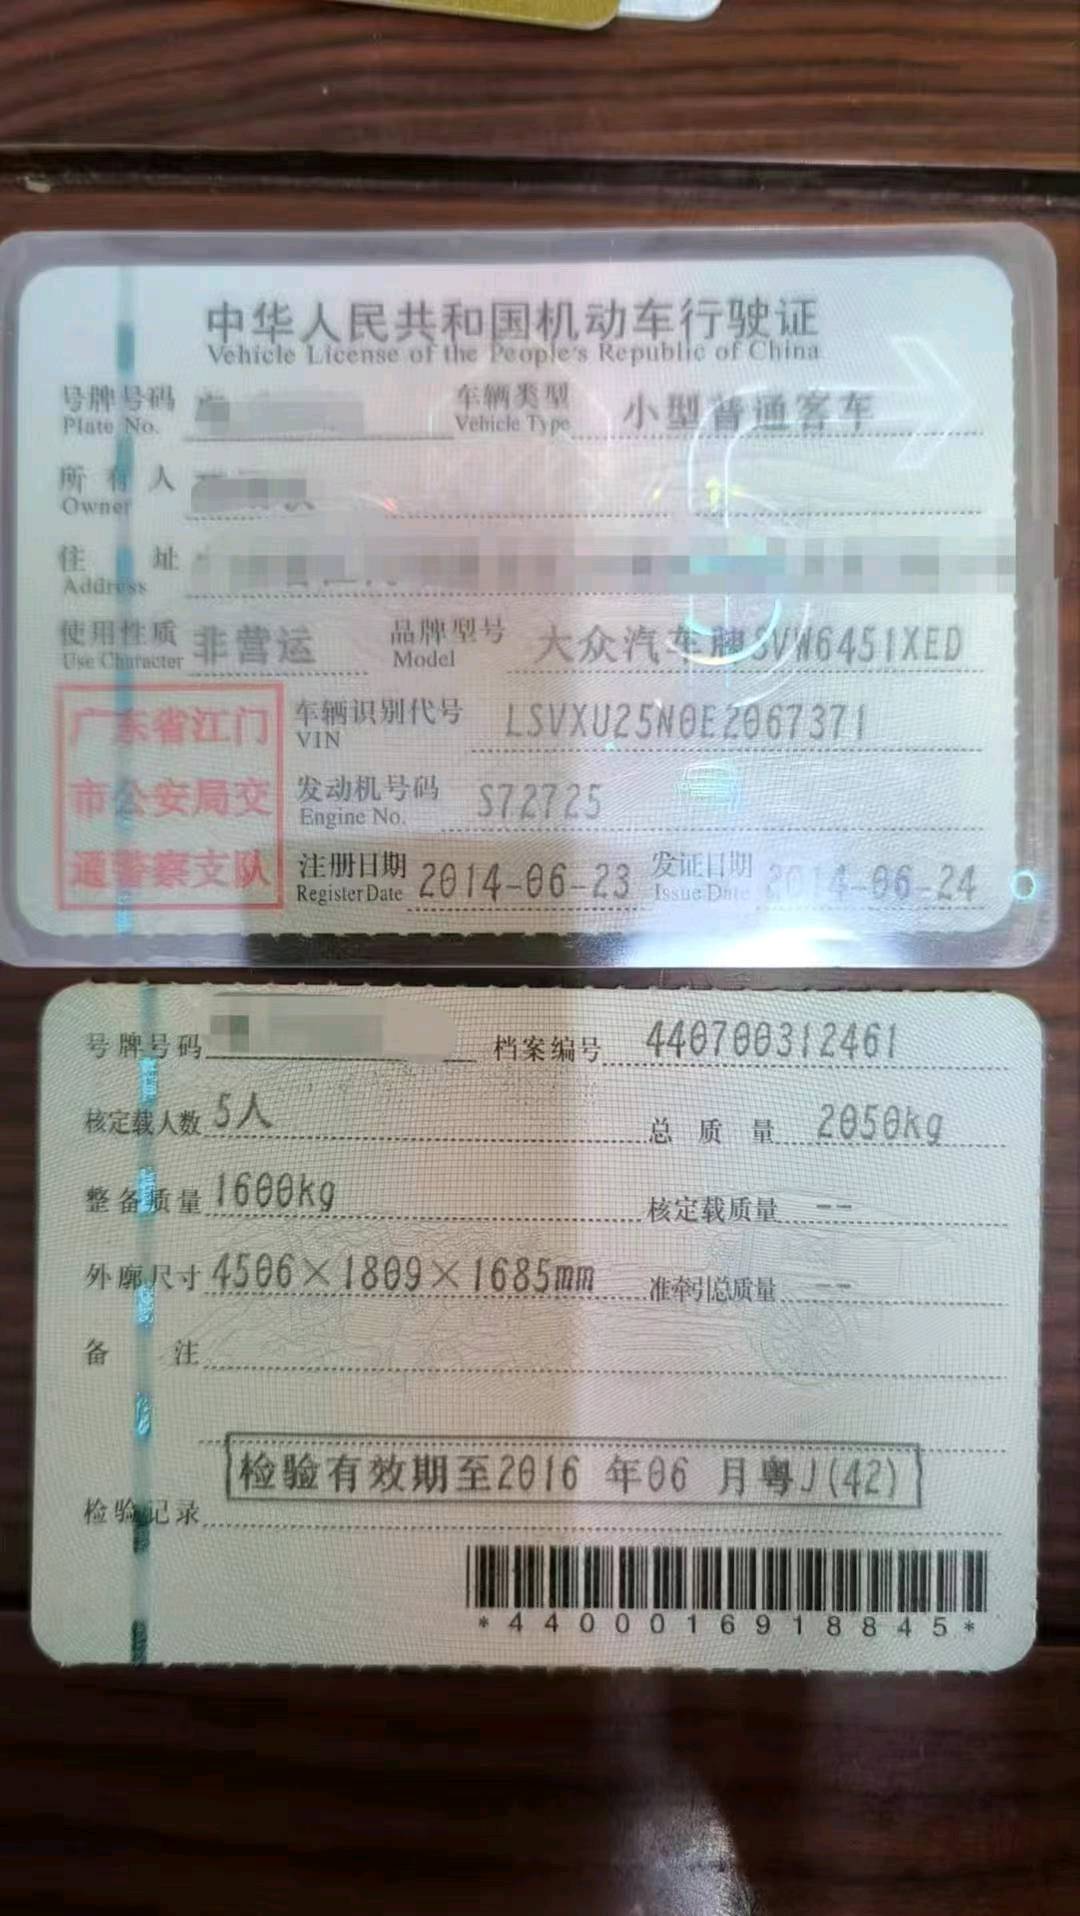 中华人民共和国机动车行驶证
Vehicle License of the People's Republic of China
号牌号码 车辆类型 小型普通客车
Plate No. Vehicle Type
所有人
Owner
住址
Address
使用性质 非营运 品牌型号 大众汽车牌SVW6451XED
Use Character Model
广东省江门
市公安局交
通警察支队
车辆识别代号 LSVXU25N0E2067371
VIN
发动机号码 S72725
Engine No.
注册日期 2014-06-23 发证日期 2014-06-24
Register Date Issue Date
号牌号码 档案编号 440700312461
核定载人数 5人 总质量 2050kg
整备质量 1600kg 核定载质量 --
外廓尺寸 4506×1809×1685mm 准牵引总质量 --
备注
检验有效期至2016 年06 月粤J(42)
检验记录
*4400016918845*